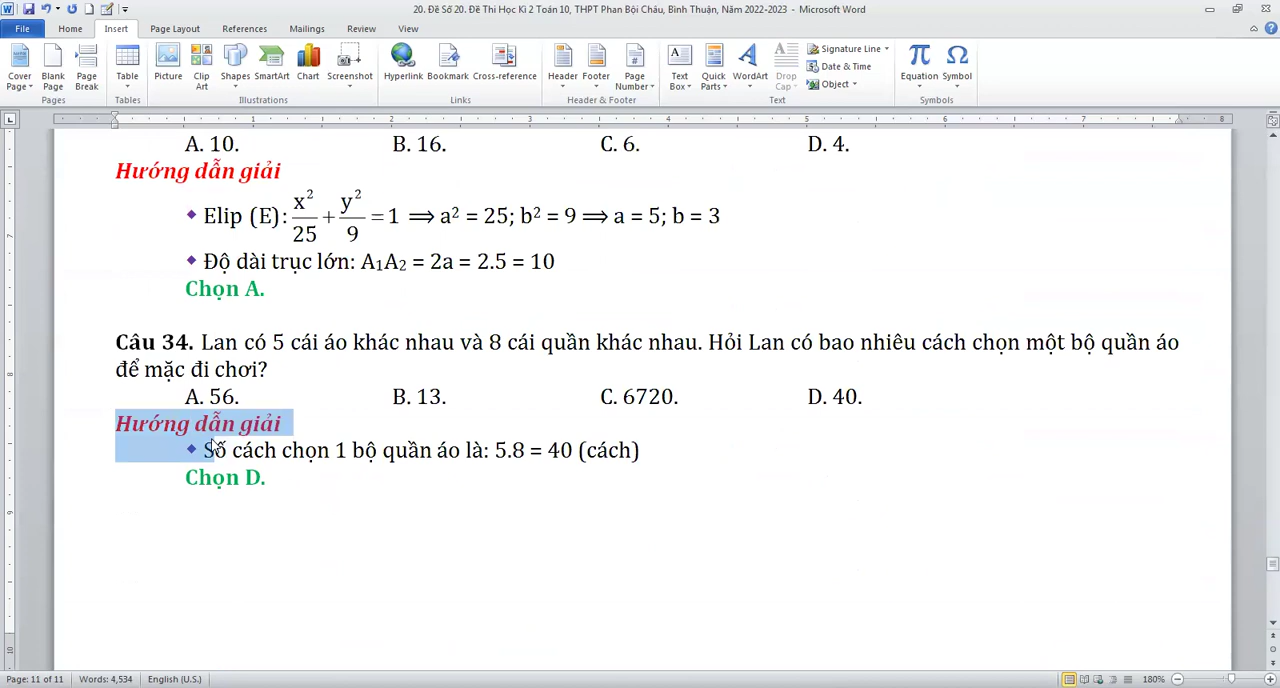 20. Đề Số 20. Đề Thi Học Kì 2 Toán 10, THPT Phan Bội Châu, Bình Thuận, Năm 2022-2023 - Microsoft Word
File Home Insert Page Layout References Mailings Review View
Cover Page Blank Page Page Break Table Picture Clip Art Shapes SmartArt Chart Screenshot Hyperlink Bookmark Cross-reference Header Footer Page Number Text Box Quick Parts WordArt Drop Cap Signature Line Date & Time Object Equation Symbol
Pages Tables Illustrations Links Header & Footer Text Symbols
1 2 3 4 5 6 7 8
A. 10. B. 16. C. 6. D. 4.
Hướng dẫn giải
◆ Elip (E): x²/25 + y²/9 = 1 ⟹ a² = 25; b² = 9 ⟹ a = 5; b = 3
◆ Độ dài trục lớn: A₁A₂ = 2a = 2.5 = 10
Chọn A.
Câu 34. Lan có 5 cái áo khác nhau và 8 cái quần khác nhau. Hỏi Lan có bao nhiêu cách chọn một bộ quần áo
để mặc đi chơi?
A. 56. B. 13. C. 6720. D. 40.
Hướng dẫn giải
◆ Số cách chọn 1 bộ quần áo là: 5.8 = 40 (cách)
Chọn D.
Page: 11 of 11 Words: 4,534 English (U.S.) 180%